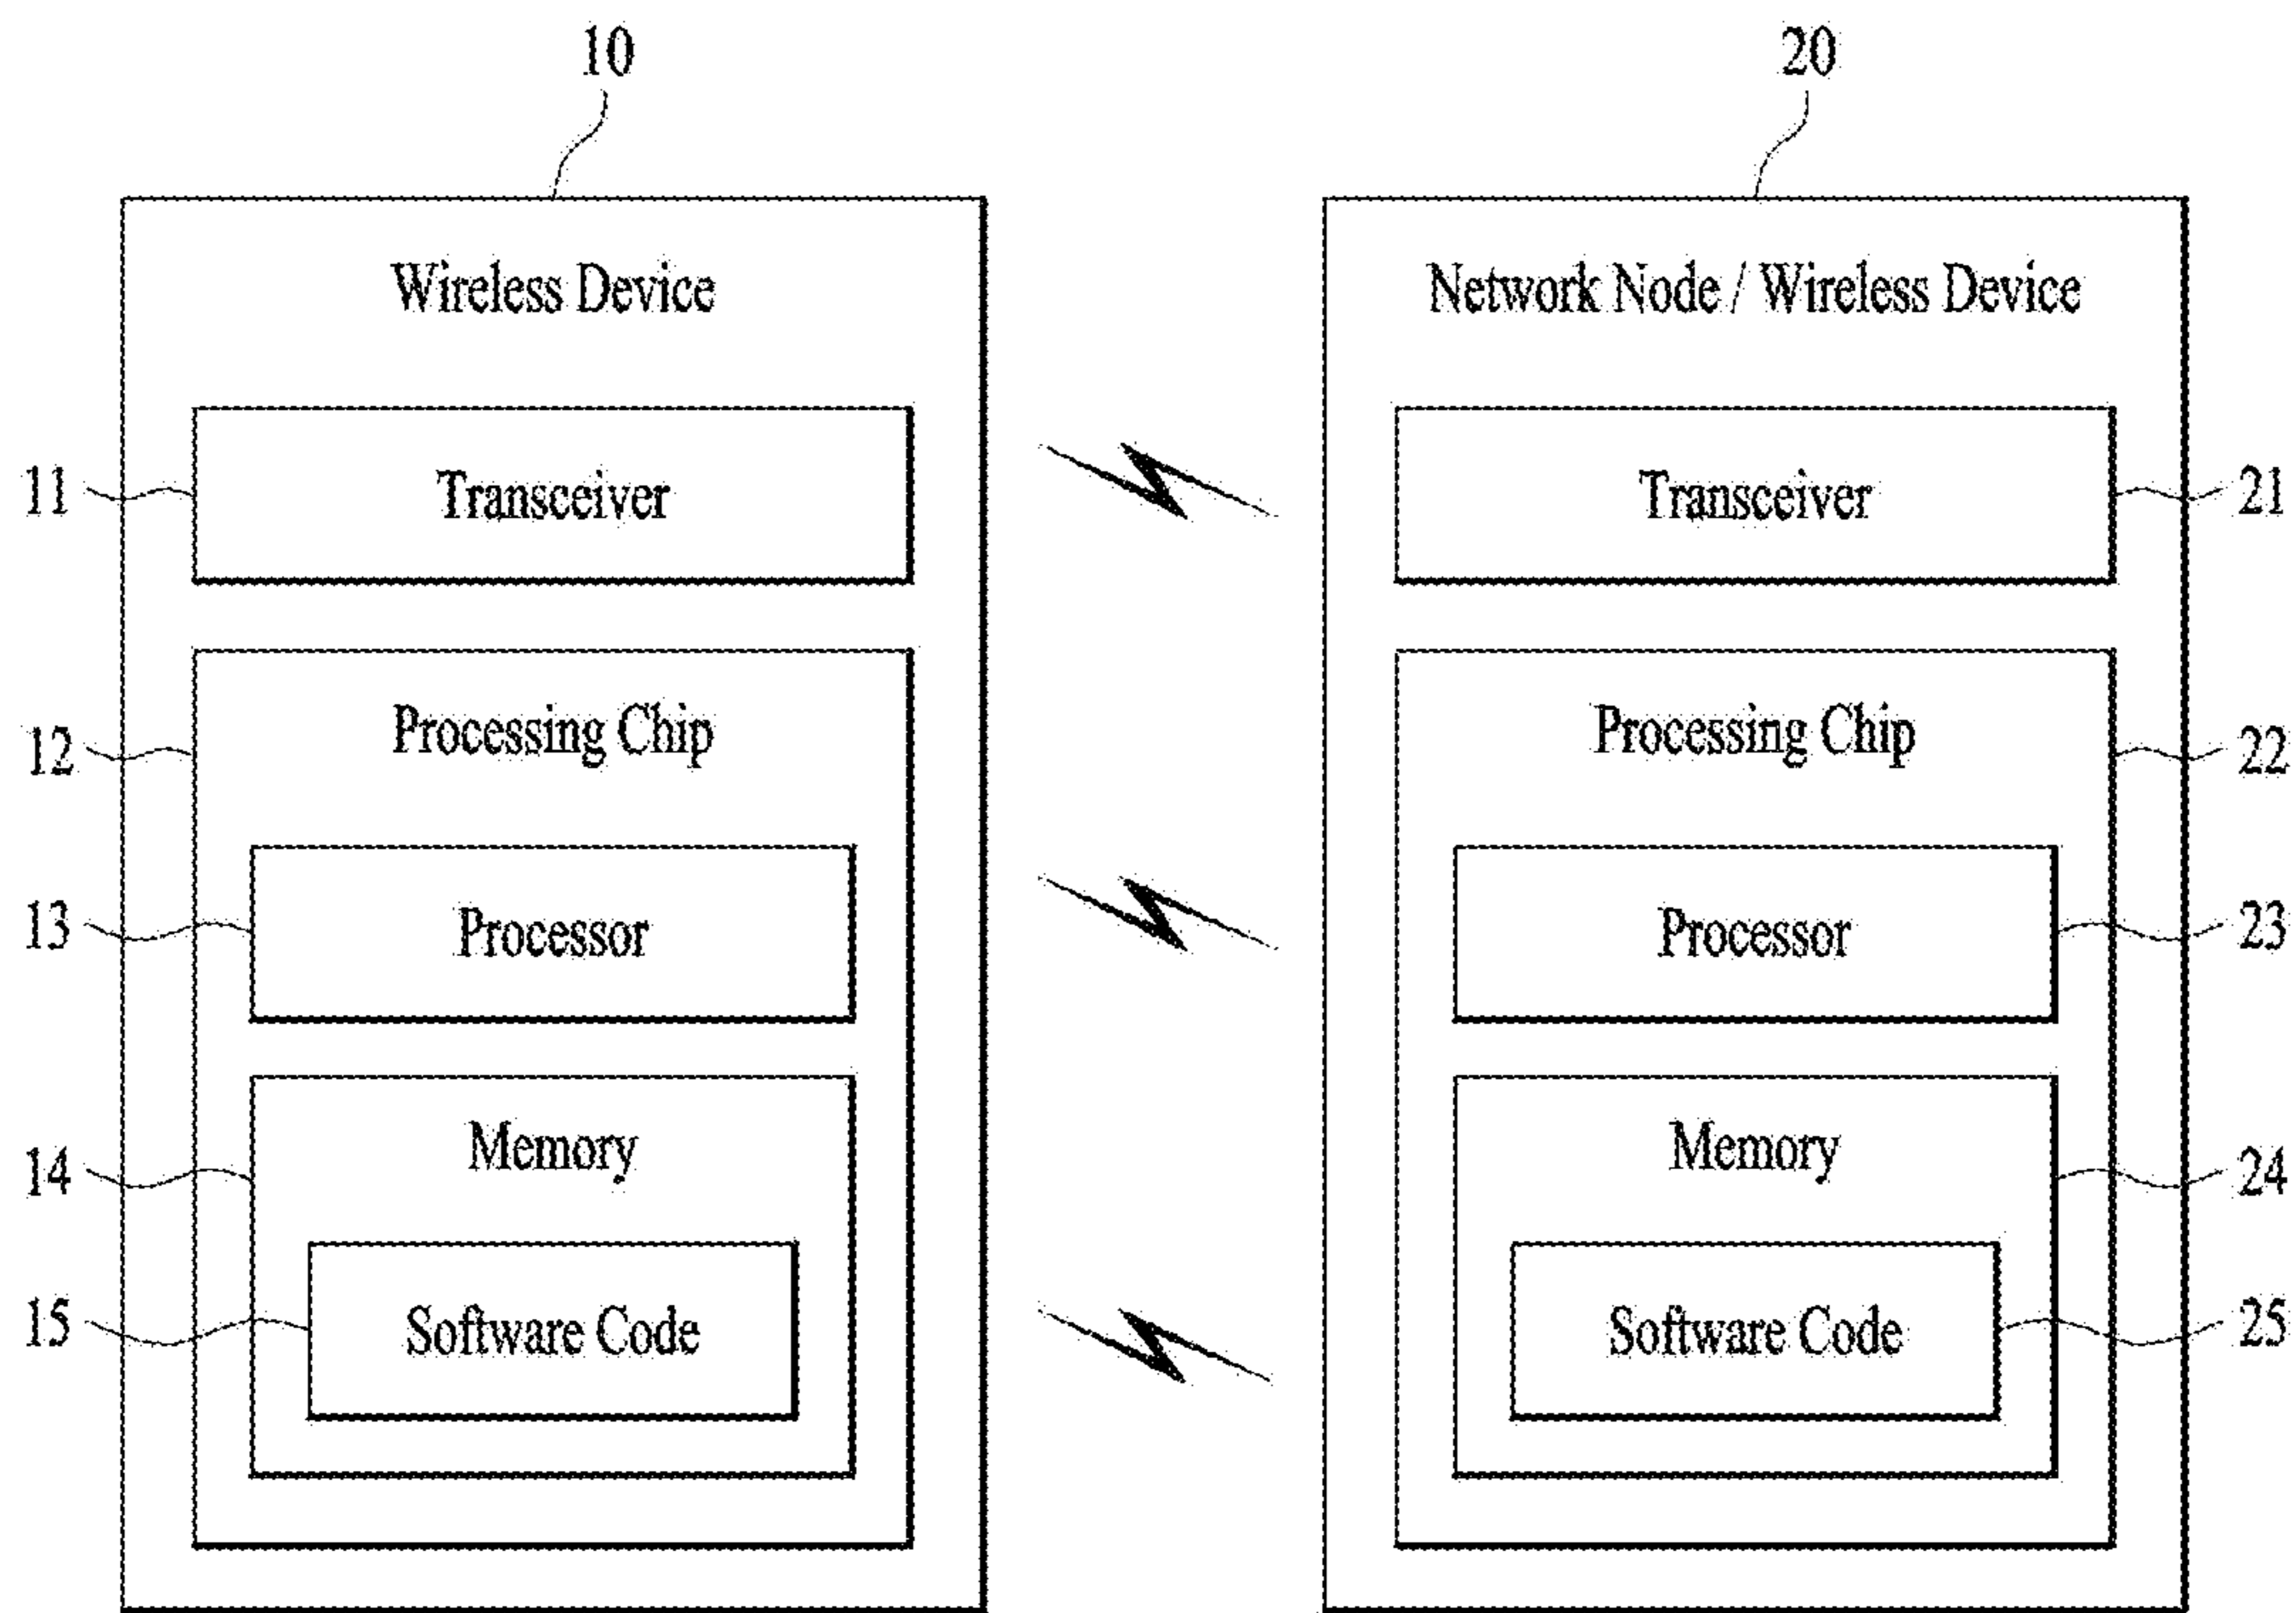 10
Wireless Device
11
Transceiver
12
Processing Chip
13
Processor
14
Memory
15
Software Code
20
Network Node / Wireless Device
Transceiver
21
Processing Chip
22
Processor
23
Memory
24
Software Code
25